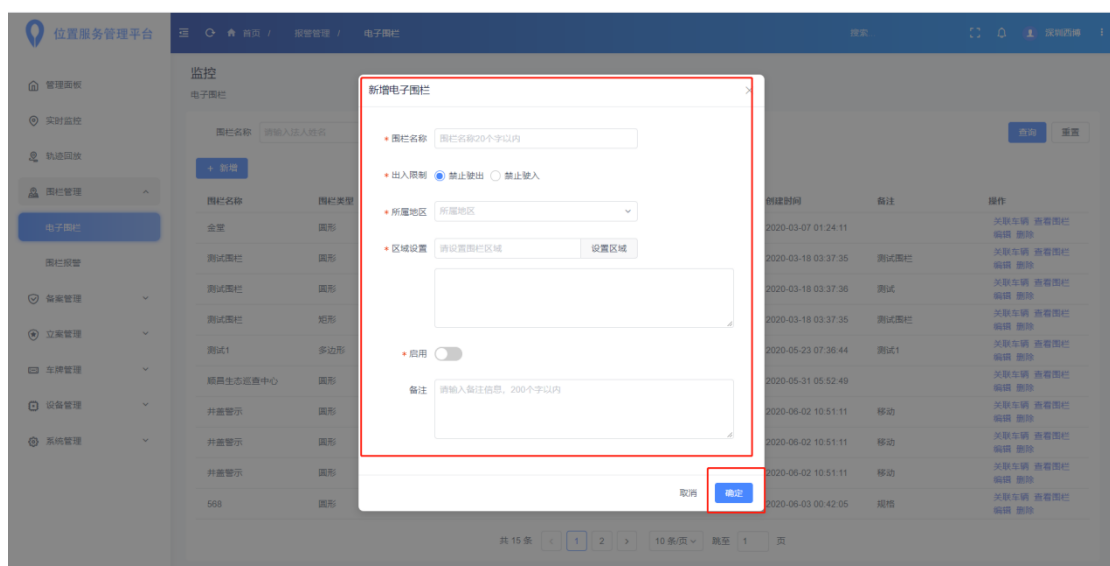 位置服务管理平台
首页 / 报警管理 / 电子围栏
搜索
深圳西博
管理面板
实时监控
轨迹回放
围栏管理
电子围栏
围栏报警
备案管理
立案管理
车牌管理
设备管理
系统管理
监控
电子围栏
围栏名称 请输入还人姓名
查询 重置
+ 新增
围栏名称 围栏类型 创建时间 备注 操作
金里 圆形 2020-03-07 01:24:11 关联车辆 查看围栏
编辑 删除
测试围栏 圆形 2020-03-18 03:37:35 测试围栏 关联车辆 查看围栏
编辑 删除
测试围栏 圆形 2020-03-18 03:37:36 测试 关联车辆 查看围栏
编辑 删除
测试围栏 矩形 2020-03-18 03:37:35 测试围栏 关联车辆 查看围栏
编辑 删除
测试1 多边形 2020-05-23 07:36:44 测试1 关联车辆 查看围栏
编辑 删除
顺昌生态巡查中心 圆形 2020-05-31 05:52:49 关联车辆 查看围栏
编辑 删除
井盖警示 圆形 2020-06-02 10:51:11 移动 关联车辆 查看围栏
编辑 删除
井盖警示 圆形 2020-06-02 10:51:11 移动 关联车辆 查看围栏
编辑 删除
井盖警示 圆形 2020-06-02 10:51:11 移动 关联车辆 查看围栏
编辑 删除
568 圆形 2020-06-03 00:42:05 规格 关联车辆 查看围栏
编辑 删除
共 15 条 < 1 2 > 10 条/页 跳至 1 页
新增电子围栏 ×
* 围栏名称 围栏名称20个字以内
* 出入限制 禁止驶出 禁止驶入
* 所属地区 所属地区
* 区域设置 请设置围栏区域 设置区域
* 启用
备注 请输入备注信息，200个字以内
取消 确定